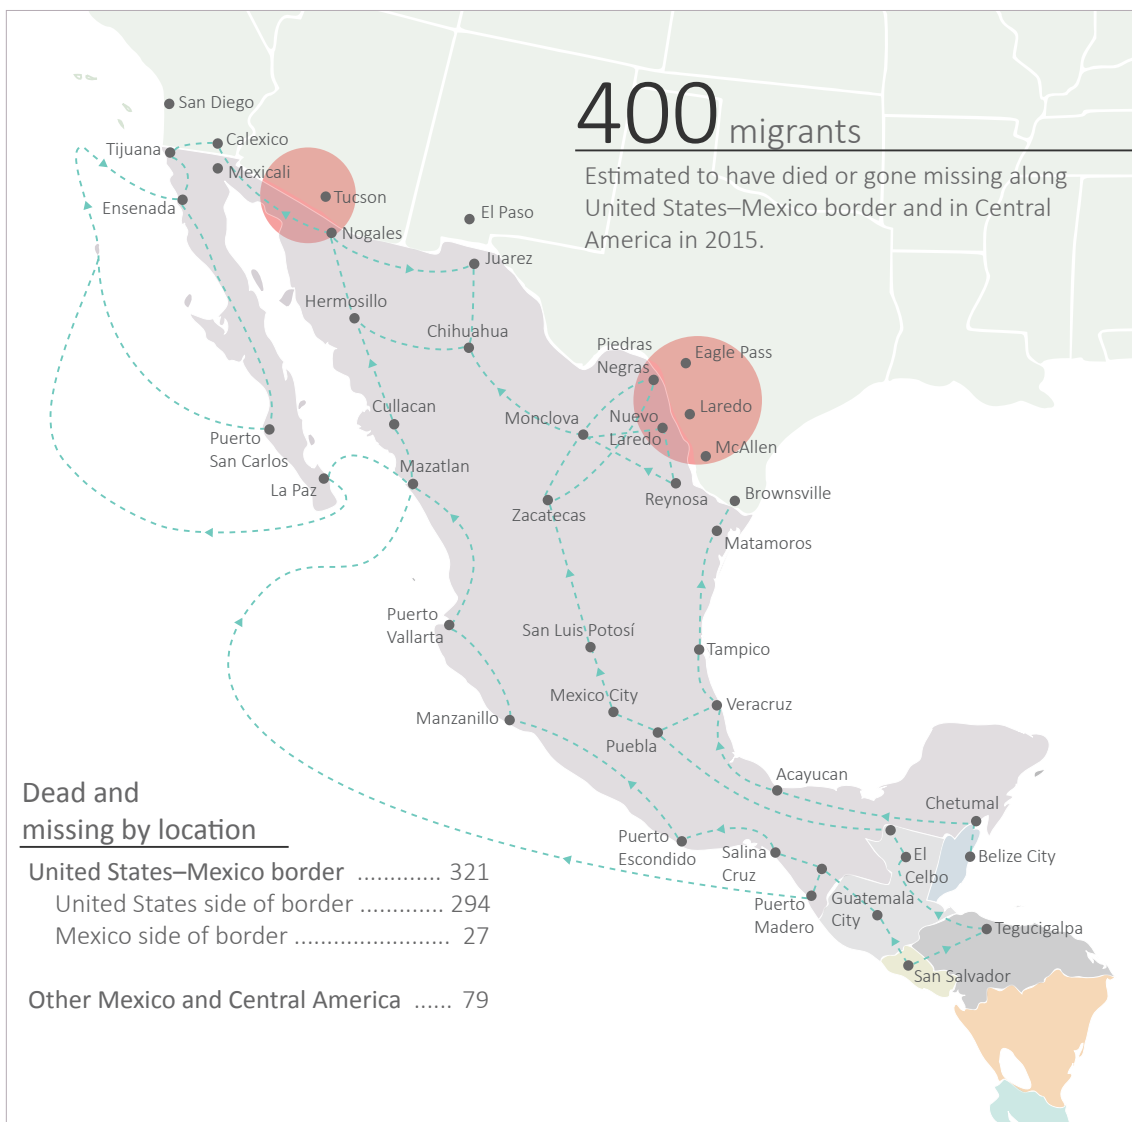 400 migrants
Estimated to have died or gone missing along
United States–Mexico border and in Central
America in 2015.
San Diego
Calexico
Tijuana
Mexicali
Ensenada
Tucson
Nogales
El Paso
Juarez
Hermosillo
Chihuahua
Piedras
Negras
Eagle Pass
Cullacan
Monclova
Nuevo
Laredo
Laredo
McAllen
Puerto
San Carlos
La Paz
Mazatlan
Zacatecas
Reynosa
Brownsville
Matamoros
Puerto
Vallarta
San Luis Potosí
Tampico
Mexico City
Veracruz
Manzanillo
Puebla
Acayucan
Chetumal
Puerto
Escondido
Salina
Cruz
El
Celbo
Belize City
Puerto
Madero
Guatemala
City
Tegucigalpa
San Salvador
Dead and
missing by location
United States–Mexico border ............ 321
United States side of border ............ 294
Mexico side of border ....................... 27
Other Mexico and Central America ...... 79